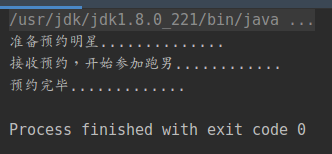 /usr/jdk/jdk1.8.0_221/bin/java ...
准备预约明星..............
接收预约，开始参加跑男............
预约完毕.............
Process finished with exit code 0